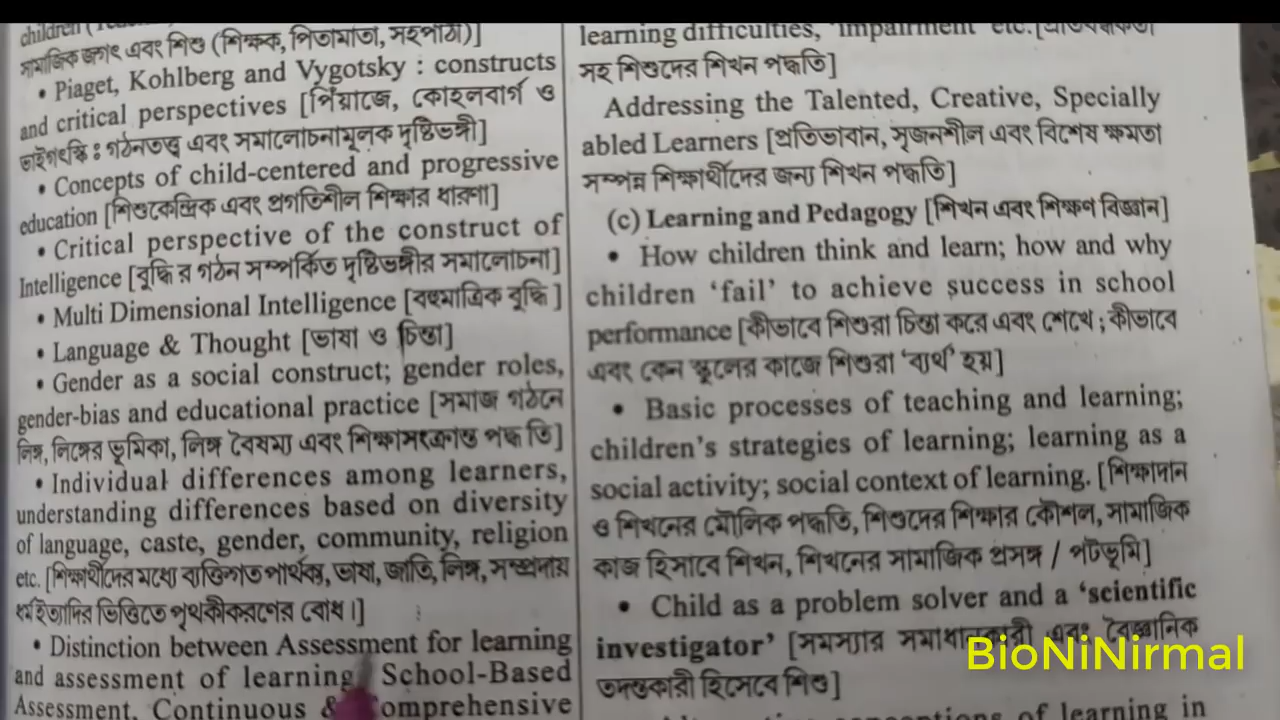 children
সামাজিক জগৎ এবং শিশু (শিক্ষক, পিতামাতা, সহপাঠী)]
• Piaget, Kohlberg and Vygotsky : constructs
and critical perspectives [পিঁয়াজে, কোহলবার্গ ও
ভাইগৎস্কি : গঠনতত্ত্ব এবং সমালোচনামূলক দৃষ্টিভঙ্গী]
• Concepts of child-centered and progressive
education [শিশুকেন্দ্রিক এবং প্রগতিশীল শিক্ষার ধারণা]
• Critical perspective of the construct of
Intelligence [বুদ্ধি র গঠন সম্পর্কিত দৃষ্টিভঙ্গীর সমালোচনা]
• Multi Dimensional Intelligence [বহুমাত্রিক বুদ্ধি ]
• Language & Thought [ভাষা ও চিন্তা]
• Gender as a social construct; gender roles,
gender-bias and educational practice [সমাজ গঠনে
লিঙ্গ, লিঙ্গের ভূমিকা, লিঙ্গ বৈষম্য এবং শিক্ষাসংক্রান্ত পদ্ধ তি]
• Individual differences among learners,
understanding differences based on diversity
of language, caste, gender, community, religion
etc. [শিক্ষার্থীদের মধ্যে ব্যক্তিগত পার্থক্য, ভাষা, জাতি, লিঙ্গ, সম্প্রদায়
ধর্ম ইত্যাদির ভিত্তিতে পৃথকীকরণের বোধ ।]
• Distinction between Assessment for learning
and assessment of learning School-Based
Assessment, Continuous & omprehensive
learning difficulties, 'impairment' etc.[প্রতিবন্ধকতা
সহ শিশুদের শিখন পদ্ধতি]
Addressing the Talented, Creative, Specially
abled Learners [প্রতিভাবান, সৃজনশীল এবং বিশেষ ক্ষমতা
সম্পন্ন শিক্ষার্থীদের জন্য শিখন পদ্ধতি]
(c) Learning and Pedagogy [শিখন এবং শিক্ষণ বিজ্ঞান]
• How children think and learn; how and why
children 'fail' to achieve success in school
performance [কীভাবে শিশুরা চিন্তা করে এবং শেখে ; কীভাবে
এবং কেন স্কুলের কাজে শিশুরা 'ব্যর্থ' হয়]
• Basic processes of teaching and learning;
children's strategies of learning; learning as a
social activity; social context of learning. [শিক্ষাদান
ও শিখনের মৌলিক পদ্ধতি, শিশুদের শিক্ষার কৌশল, সামাজিক
কাজ হিসাবে শিখন, শিখনের সামাজিক প্রসঙ্গ / পটভূমি]
• Child as a problem solver and a 'scientific
investigator' [সমস্যার সমাধানকারী এবং বৈজ্ঞানিক
তদন্তকারী হিসেবে শিশু]
of learning in
BioNiNirmal